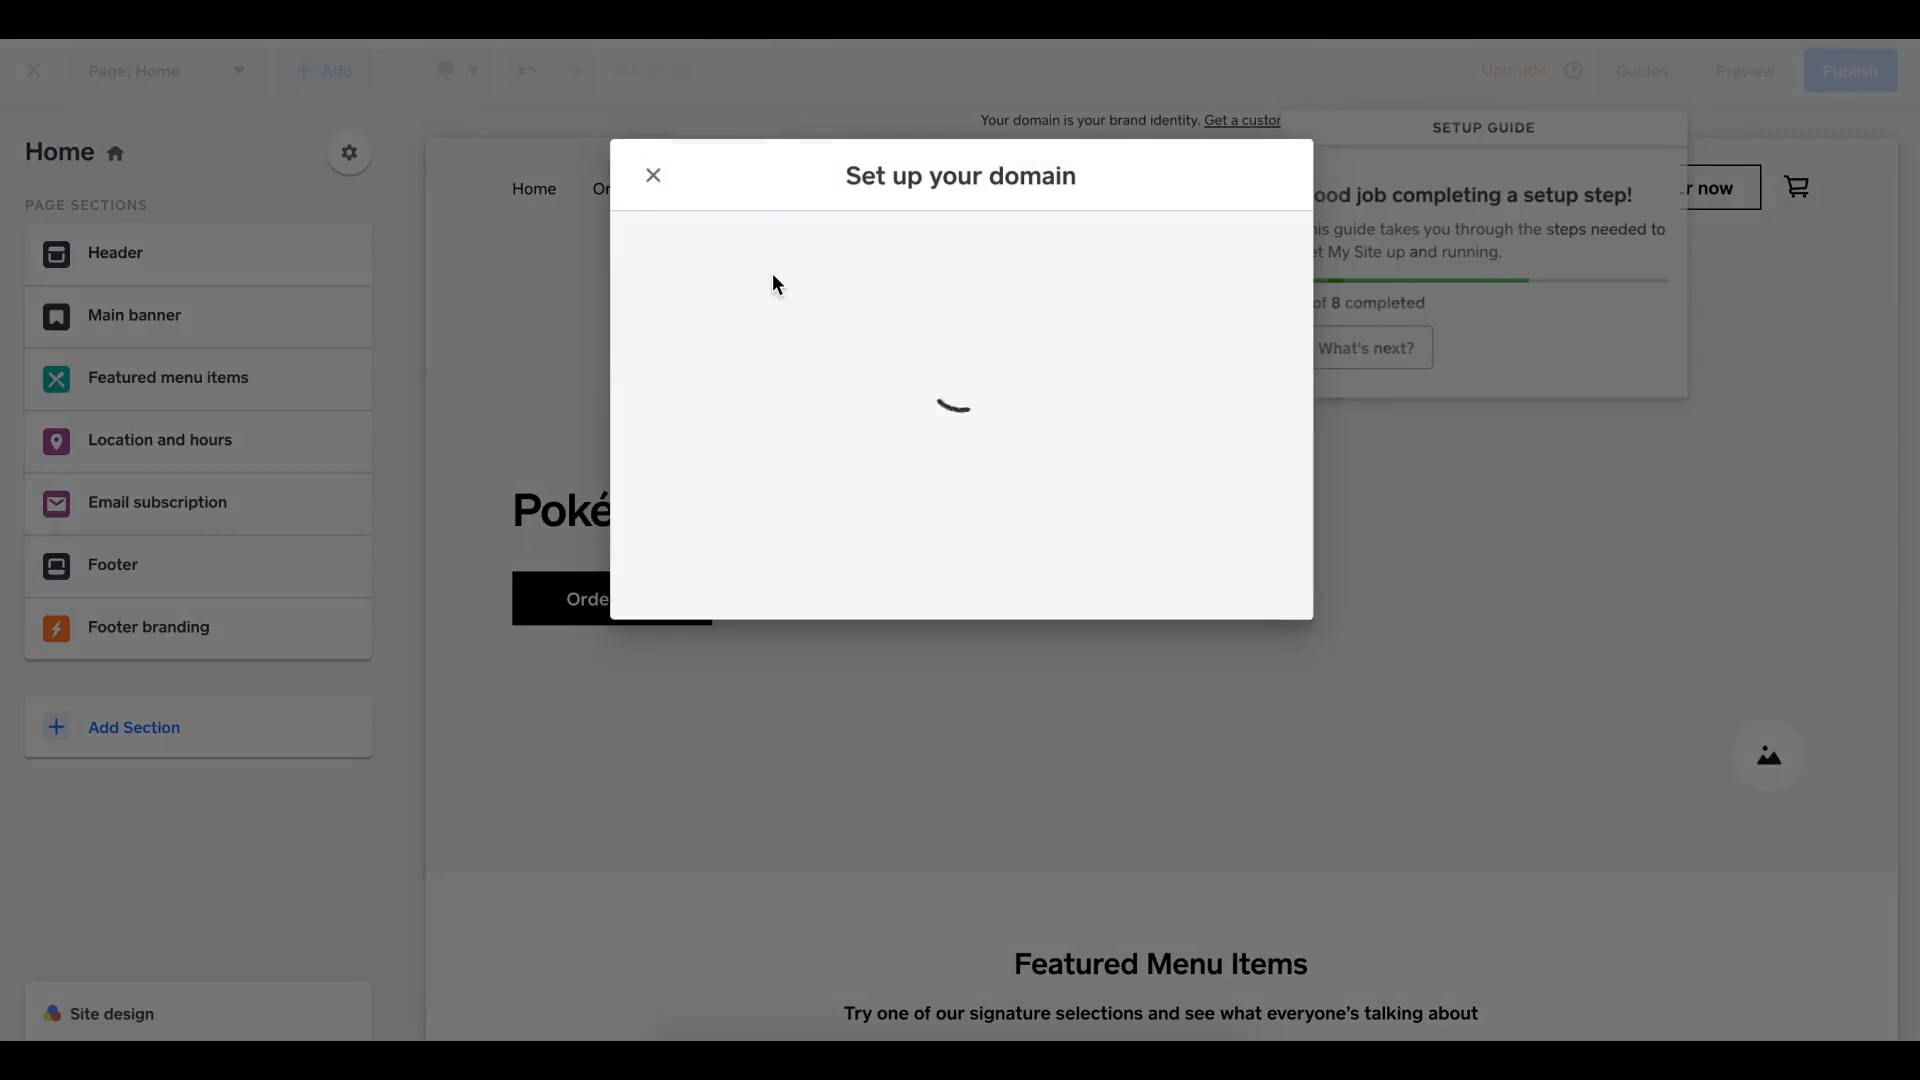 Page: Home
+ Add
Upgrade
Guides
Preview
Publish
Your domain is your brand identity. Get a custor
SETUP GUIDE
Home
Set up your domain
ood job completing a setup step!
his guide takes you through the steps needed to
et My Site up and running.
of 8 completed
What's next?
Home
Or
r now
PAGE SECTIONS
Header
Main banner
Featured menu items
Location and hours
Email subscription
Footer
Footer branding
+ Add Section
Site design
Poké
Orde
Featured Menu Items
Try one of our signature selections and see what everyone's talking about